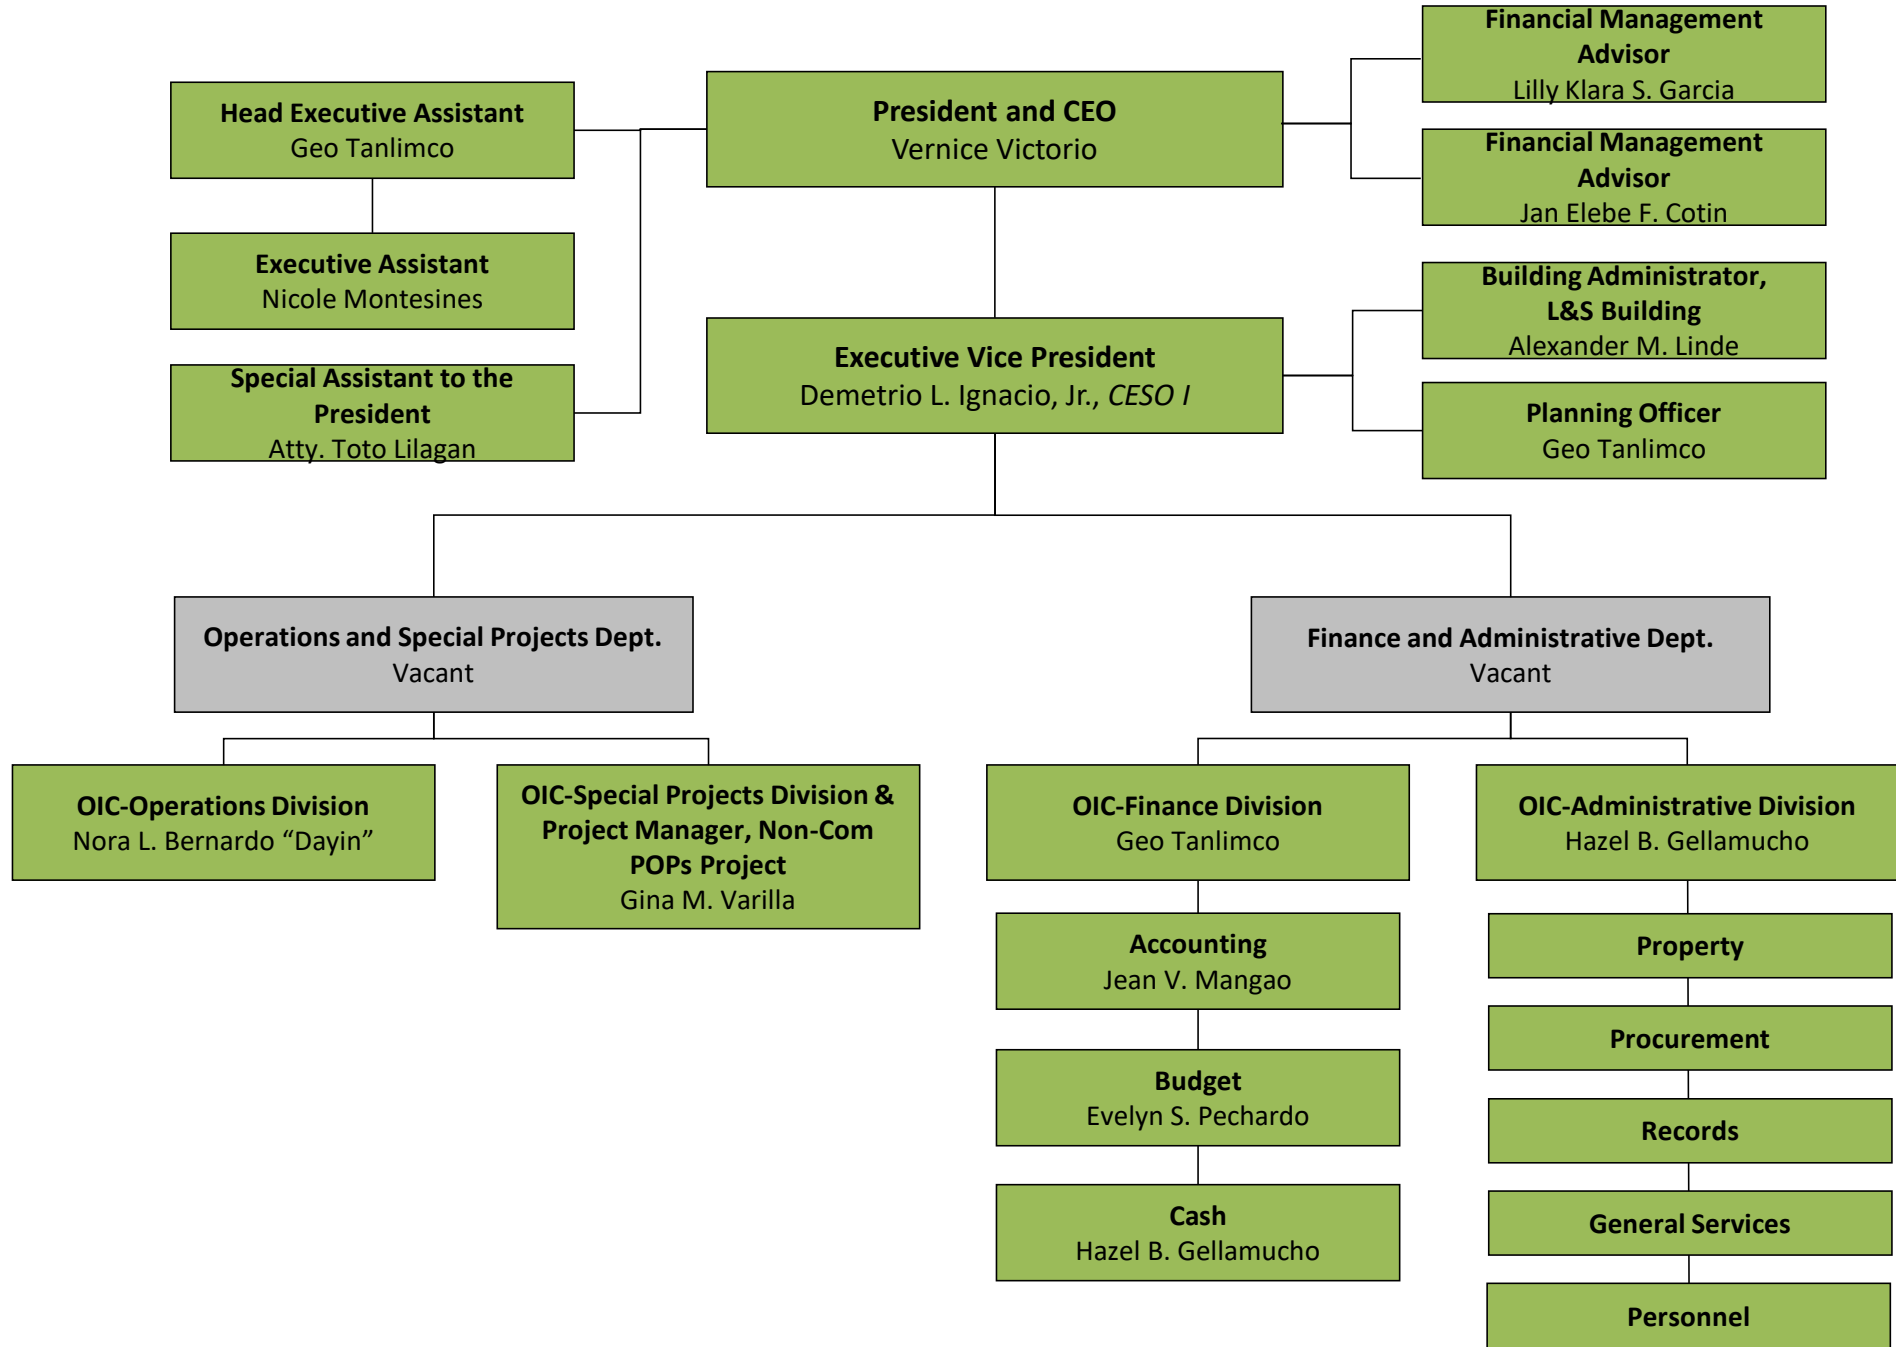 Financial Management
Advisor
Lilly Klara S. Garcia
Head Executive Assistant
Geo Tanlimco
President and CEO
Vernice Victorio
Financial Management
Advisor
Jan Elebe F. Cotin
Executive Assistant
Nicole Montesines
Building Administrator,
L&S Building
Alexander M. Linde
Executive Vice President
Demetrio L. Ignacio, Jr., CESO I
Special Assistant to the
President
Atty. Toto Lilagan
Planning Officer
Geo Tanlimco
Operations and Special Projects Dept.
Vacant
Finance and Administrative Dept.
Vacant
OIC-Operations Division
Nora L. Bernardo “Dayin”
OIC-Special Projects Division &
Project Manager, Non-Com
POPs Project
Gina M. Varilla
OIC-Finance Division
Geo Tanlimco
OIC-Administrative Division
Hazel B. Gellamucho
Accounting
Jean V. Mangao
Budget
Evelyn S. Pechardo
Cash
Hazel B. Gellamucho
Property
Procurement
Records
General Services
Personnel